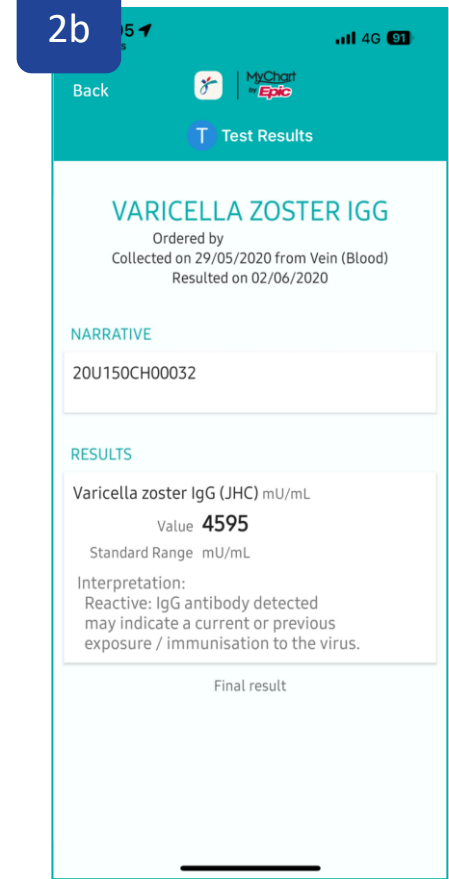 2b
5
s
4G 91
Back
MyChart
by Epic
T Test Results
VARICELLA ZOSTER IGG
Ordered by
Collected on 29/05/2020 from Vein (Blood)
Resulted on 02/06/2020
NARRATIVE
20U150CH00032
RESULTS
Varicella zoster IgG (JHC) mU/mL
Value 4595
Standard Range mU/mL
Interpretation:
Reactive: IgG antibody detected
may indicate a current or previous
exposure / immunisation to the virus.
Final result